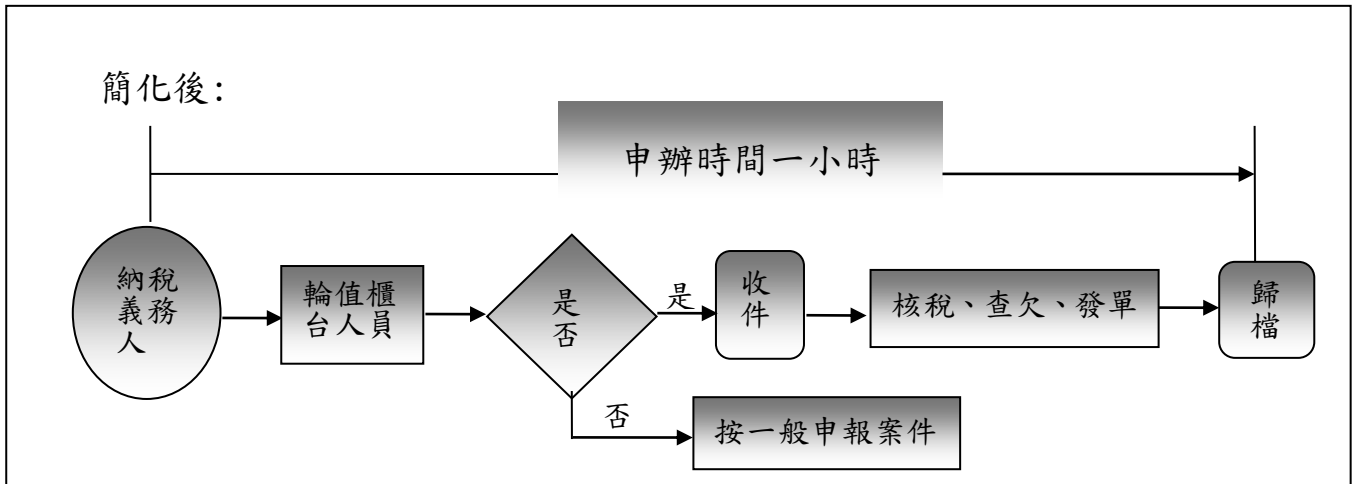 簡化後:
申辦時間一小時
納稅
義務
人
輪值櫃
台人員
是
否
是
收
件
核稅、查欠、發單
歸
檔
否
按一般申報案件